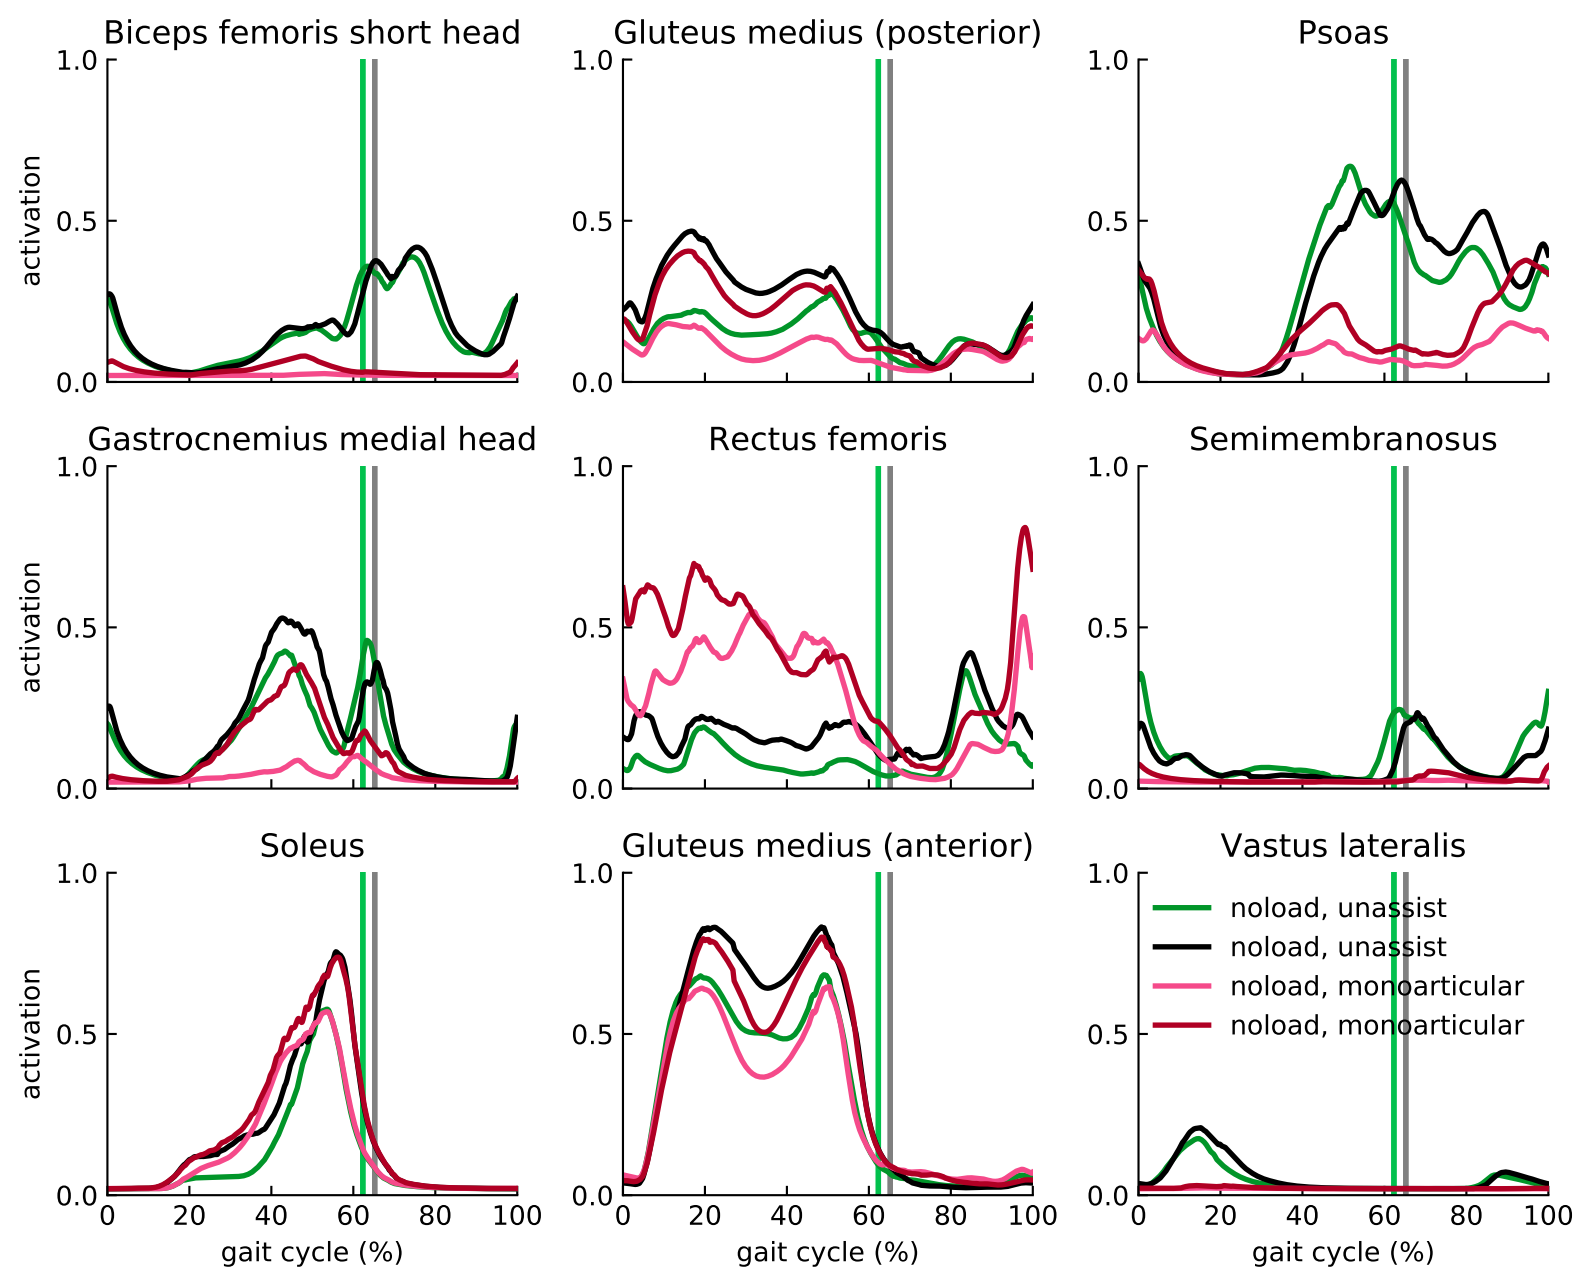 Biceps femoris short head
Gluteus medius (posterior)
Psoas
1.0
0.5
0.0
activation
1.0
0.5
0.0
1.0
0.5
0.0
Gastrocnemius medial head
Rectus femoris
Semimembranosus
1.0
0.5
0.0
activation
1.0
0.5
0.0
1.0
0.5
0.0
Soleus
Gluteus medius (anterior)
Vastus lateralis
1.0
0.5
0.0
activation
0 20 40 60 80 100
gait cycle (%)
1.0
0.5
0.0
0 20 40 60 80 100
gait cycle (%)
1.0
0.5
0.0
noload, unassist
noload, unassist
noload, monoarticular
noload, monoarticular
0 20 40 60 80 100
gait cycle (%)